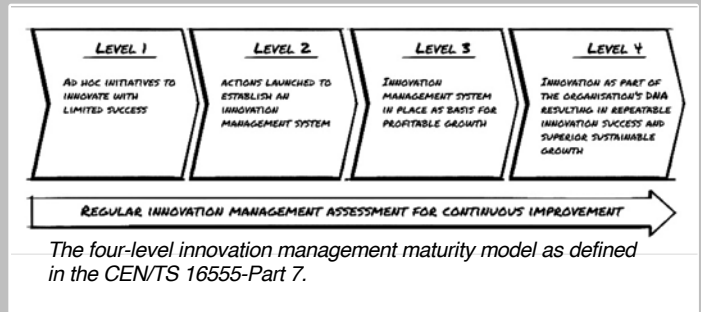 LEVEL 1
AD HOC INITIATIVES TO
INNOVATE WITH
LIMITED SUCCESS
LEVEL 2
ACTIONS LAUNCHED TO
ESTABLISH AN
INNOVATION
MANAGEMENT SYSTEM
LEVEL 3
INNOVATION
MANAGEMENT SYSTEM
IN PLACE AS BASIS FOR
PROFITABLE GROWTH
LEVEL 4
INNOVATION AS PART OF
THE ORGANISATION'S DNA
RESULTING IN REPEATABLE
INNOVATION SUCCESS AND
SUPERIOR SUSTAINABLE
GROWTH
REGULAR INNOVATION MANAGEMENT ASSESSMENT FOR CONTINUOUS IMPROVEMENT
The four-level innovation management maturity model as defined
in the CEN/TS 16555-Part 7.